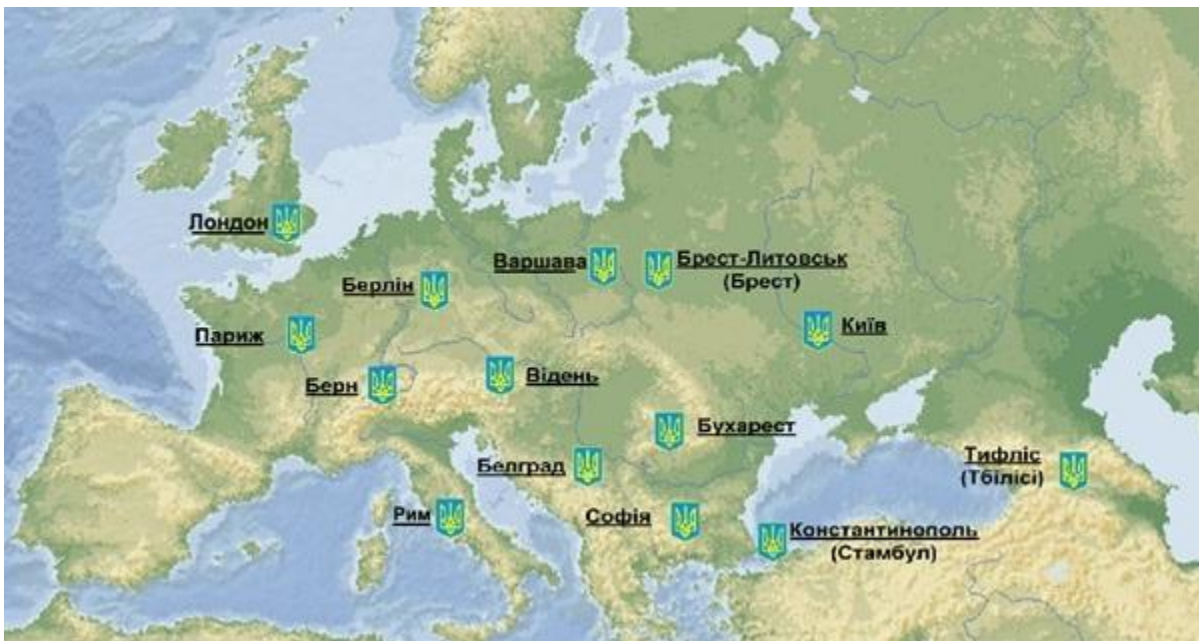 Лондон
Варшава
Брест-Литовськ
(Брест)
Берлін
Париж
Київ
Берн
Відень
Бухарест
Белград
Тифліс
(Тбілісі)
Рим
Софія
Константинополь
(Стамбул)